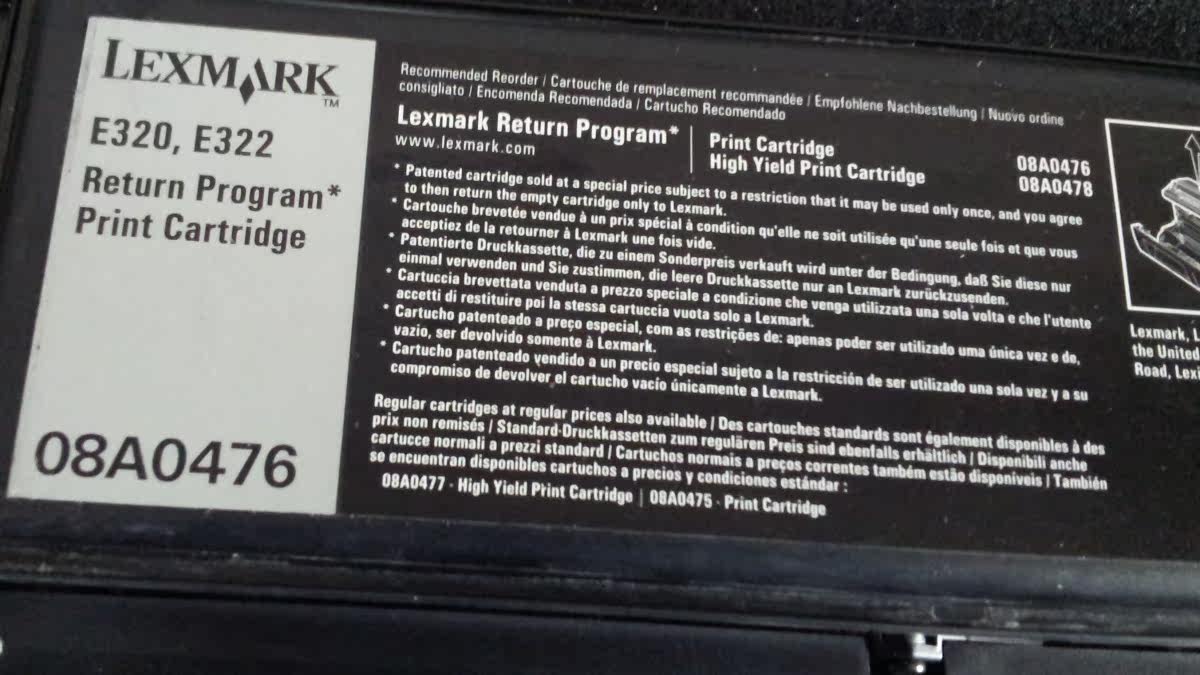 LEXMARK™
E320, E322
Return Program*
Print Cartridge
08A0476
Recommended Reorder / Cartouche de remplacement recommandée / Empfohlene Nachbestellung / Nuovo ordine
consigliato / Encomenda Recomendada / Cartucho Recomendado
Lexmark Return Program*
www.lexmark.com
Print Cartridge 08A0476
High Yield Print Cartridge 08A0478
* Patented cartridge sold at a special price subject to a restriction that it may be used only once, and you agree
to then return the empty cartridge only to Lexmark.
* Cartouche brevetée vendue à un prix spécial à condition qu'elle ne soit utilisée qu'une seule fois et que vous
acceptiez de la retourner à Lexmark une fois vide.
* Patentierte Druckkassette, die zu einem Sonderpreis verkauft wird unter der Bedingung, daß Sie diese nur
einmal verwenden und Sie zustimmen, die leere Druckkassette nur an Lexmark zurückzusenden.
* Cartuccia brevettata venduta a prezzo speciale a condizione che venga utilizzata una sola volta e che l'utente
accetti di restituire poi la stessa cartuccia vuota solo a Lexmark.
* Cartucho patenteado a preço especial, com as restrições de: apenas poder ser utilizado uma única vez e de,
vazio, ser devolvido somente à Lexmark.
* Cartucho patenteado vendido a un precio especial sujeto a la restricción de ser utilizado una sola vez y a su
compromiso de devolver el cartucho vacío únicamente a Lexmark.
Regular cartridges at regular prices also available / Des cartouches standards sont également disponibles à des
prix non remisés / Standard-Druckkassetten zum regulären Preis sind ebenfalls erhältlich / Disponibili anche
cartucce normali a prezzi standard / Cartuchos normais a preços correntes também estão disponíveis / También
se encuentran disponibles cartuchos a precios y condiciones estándar :
08A0477 - High Yield Print Cartridge | 08A0475 - Print Cartridge
Lexmark, L
the United
Road, Lexi